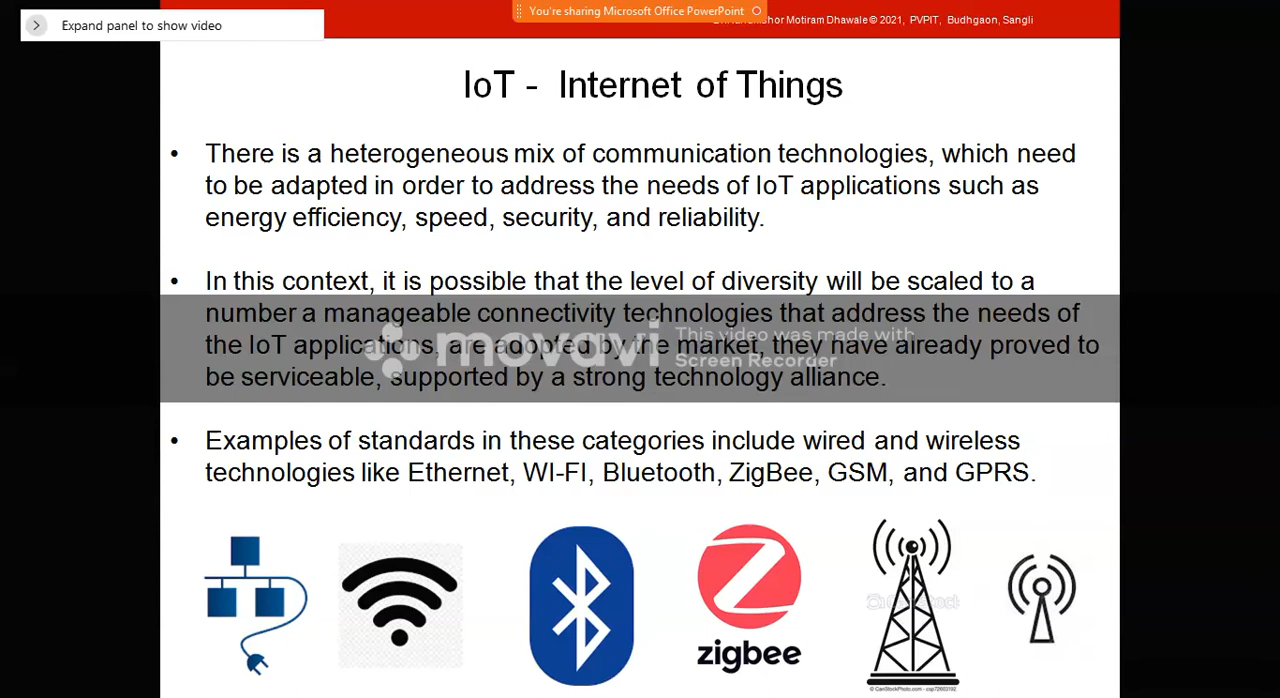 Expand panel to show video
You're sharing Microsoft Office PowerPoint
Motiram Dhawale © 2021, PVPIT, Budhgaon, Sangli
IoT - Internet of Things
• There is a heterogeneous mix of communication technologies, which need
to be adapted in order to address the needs of IoT applications such as
energy efficiency, speed, security, and reliability.
• In this context, it is possible that the level of diversity will be scaled to a
number a manageable connectivity technologies that address the needs of
the IoT applications, are adopted by the market, they have already proved to
be serviceable, supported by a strong technology alliance.
movavi
This video was made with
Screen Recorder
• Examples of standards in these categories include wired and wireless
technologies like Ethernet, WI-FI, Bluetooth, ZigBee, GSM, and GPRS.
zigbee